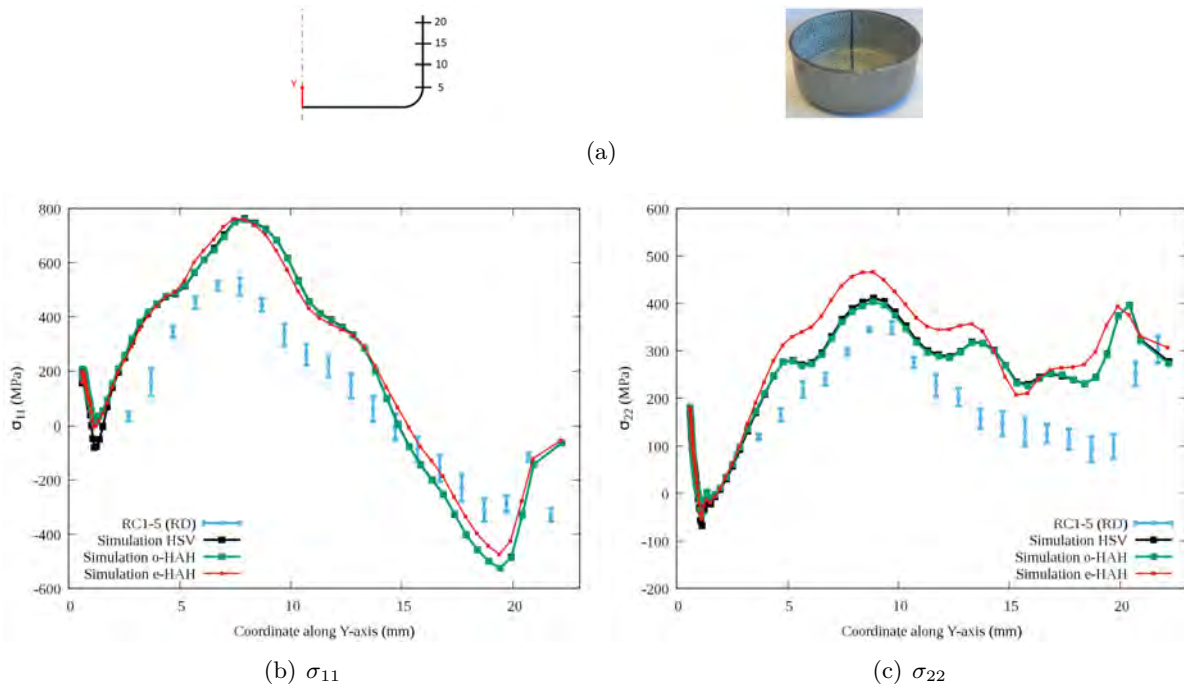 20
15
10
5
Y
(a)
800
600
400
200
0
-200
-400
-600
σ11 (MPa)
RC1-5 (RD)
Simulation HSV
Simulation o-HAH
Simulation e-HAH
0 5 10 15 20
Coordinate along Y-axis (mm)
(b) σ11
600
500
400
300
200
100
0
-100
-200
σ22 (MPa)
RC1-5 (RD)
Simulation HSV
Simulation o-HAH
Simulation e-HAH
0 5 10 15 20
Coordinate along Y-axis (mm)
(c) σ22